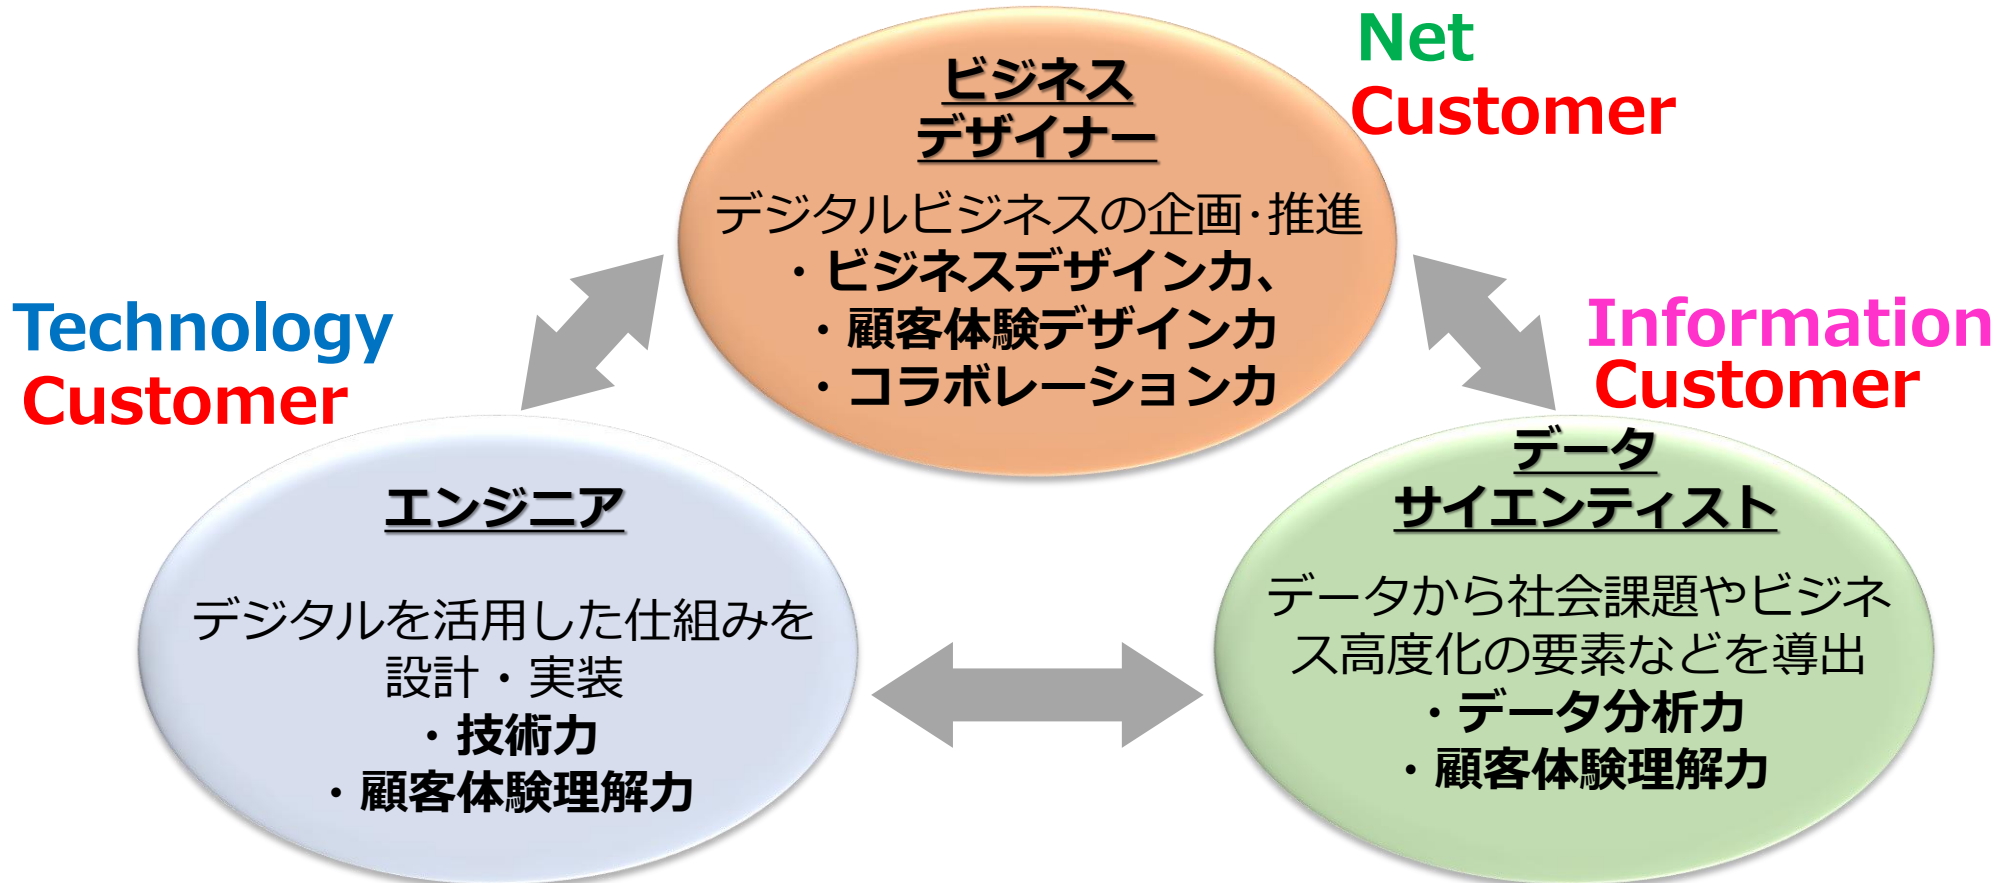 Net
Customer
ビジネス
デザイナー
デジタルビジネスの企画･推進
・ビジネスデザイン力、
・顧客体験デザイン力
・コラボレーション力
Technology
Customer
Information
Customer
エンジニア
デジタルを活用した仕組みを
設計・実装
・技術力
・顧客体験理解力
データ
サイエンティスト
データから社会課題やビジネ
ス高度化の要素などを導出
・データ分析力
・顧客体験理解力